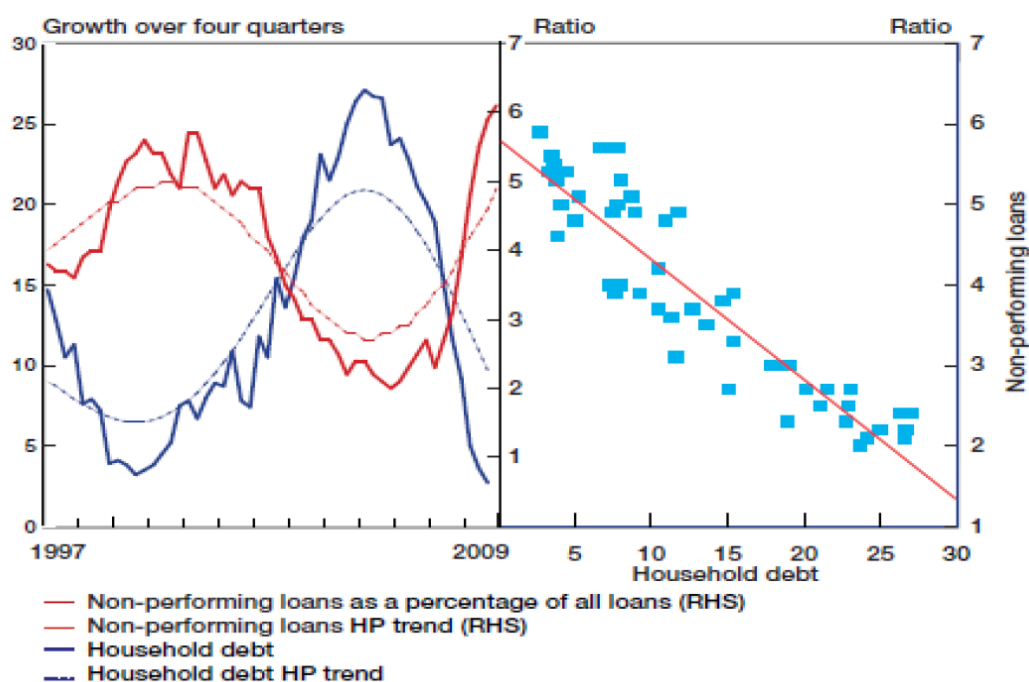 Growth over four quarters
Ratio
Ratio
30
25
20
15
10
5
0
7
6
5
4
3
2
1
7
6
5
4
3
2
1
Non-performing loans
1997
2009
5 10 15 20 25 30
Household debt
Non-performing loans as a percentage of all loans (RHS)
Non-performing loans HP trend (RHS)
Household debt
Household debt HP trend